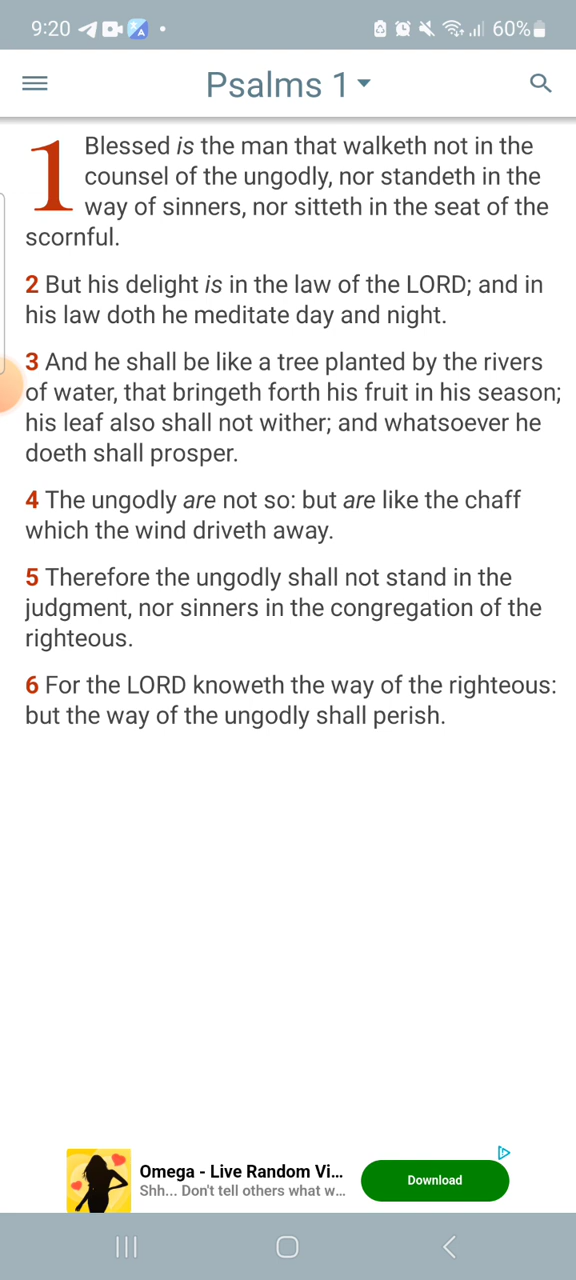 9:20
60%
Psalms 1
1 Blessed is the man that walketh not in the
counsel of the ungodly, nor standeth in the
way of sinners, nor sitteth in the seat of the
scornful.
2 But his delight is in the law of the LORD; and in
his law doth he meditate day and night.
3 And he shall be like a tree planted by the rivers
of water, that bringeth forth his fruit in his season;
his leaf also shall not wither; and whatsoever he
doeth shall prosper.
4 The ungodly are not so: but are like the chaff
which the wind driveth away.
5 Therefore the ungodly shall not stand in the
judgment, nor sinners in the congregation of the
righteous.
6 For the LORD knoweth the way of the righteous:
but the way of the ungodly shall perish.
Omega - Live Random Vi...
Shh... Don't tell others what w...
Download